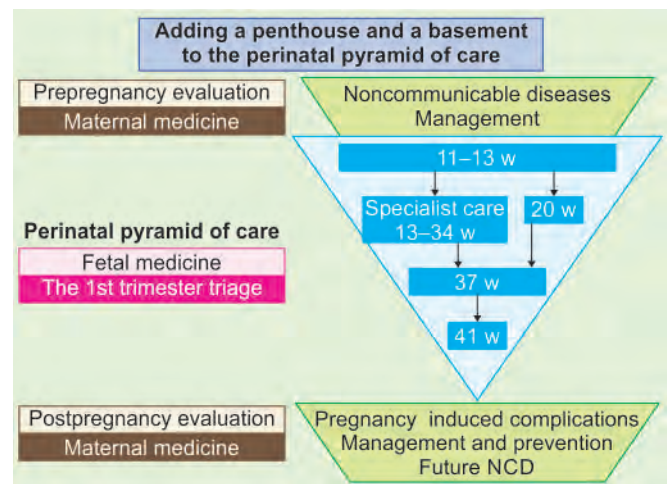 Adding a penthouse and a basement
to the perinatal pyramid of care
Prepregnancy evaluation
Maternal medicine
Noncommunicable diseases
Management
11–13 w
Specialist care
13–34 w
20 w
Perinatal pyramid of care
Fetal medicine
The 1st trimester triage
37 w
41 w
Postpregnancy evaluation
Maternal medicine
Pregnancy induced complications
Management and prevention
Future NCD